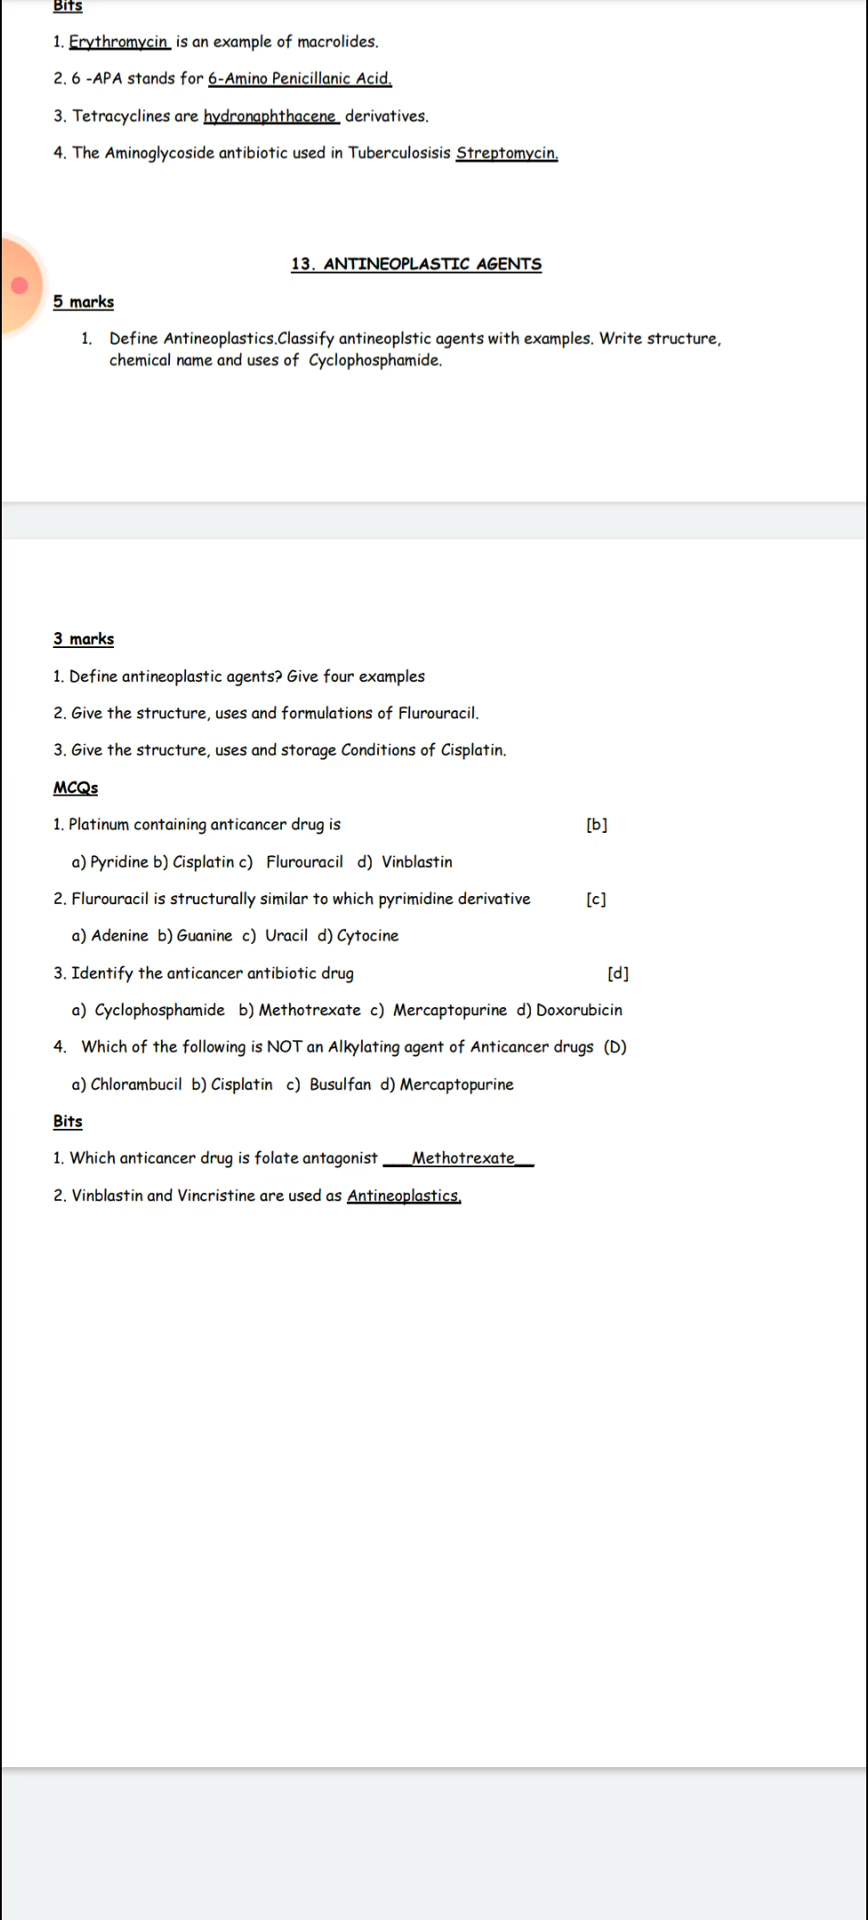 Bits
1. Erythromycin is an example of macrolides.
2. 6 -APA stands for 6-Amino Penicillanic Acid.
3. Tetracyclines are hydronaphthacene derivatives.
4. The Aminoglycoside antibiotic used in Tuberculosisis Streptomycin.
13. ANTINEOPLASTIC AGENTS
5 marks
1. Define Antineoplastics.Classify antineoplstic agents with examples. Write structure,
chemical name and uses of Cyclophosphamide.
3 marks
1. Define antineoplastic agents? Give four examples
2. Give the structure, uses and formulations of Flurouracil.
3. Give the structure, uses and storage Conditions of Cisplatin.
MCQs
1. Platinum containing anticancer drug is [b]
a) Pyridine b) Cisplatin c) Flurouracil d) Vinblastin
2. Flurouracil is structurally similar to which pyrimidine derivative [c]
a) Adenine b) Guanine c) Uracil d) Cytocine
3. Identify the anticancer antibiotic drug [d]
a) Cyclophosphamide b) Methotrexate c) Mercaptopurine d) Doxorubicin
4. Which of the following is NOT an Alkylating agent of Anticancer drugs (D)
a) Chlorambucil b) Cisplatin c) Busulfan d) Mercaptopurine
Bits
1. Which anticancer drug is folate antagonist ___Methotrexate__
2. Vinblastin and Vincristine are used as Antineoplastics.